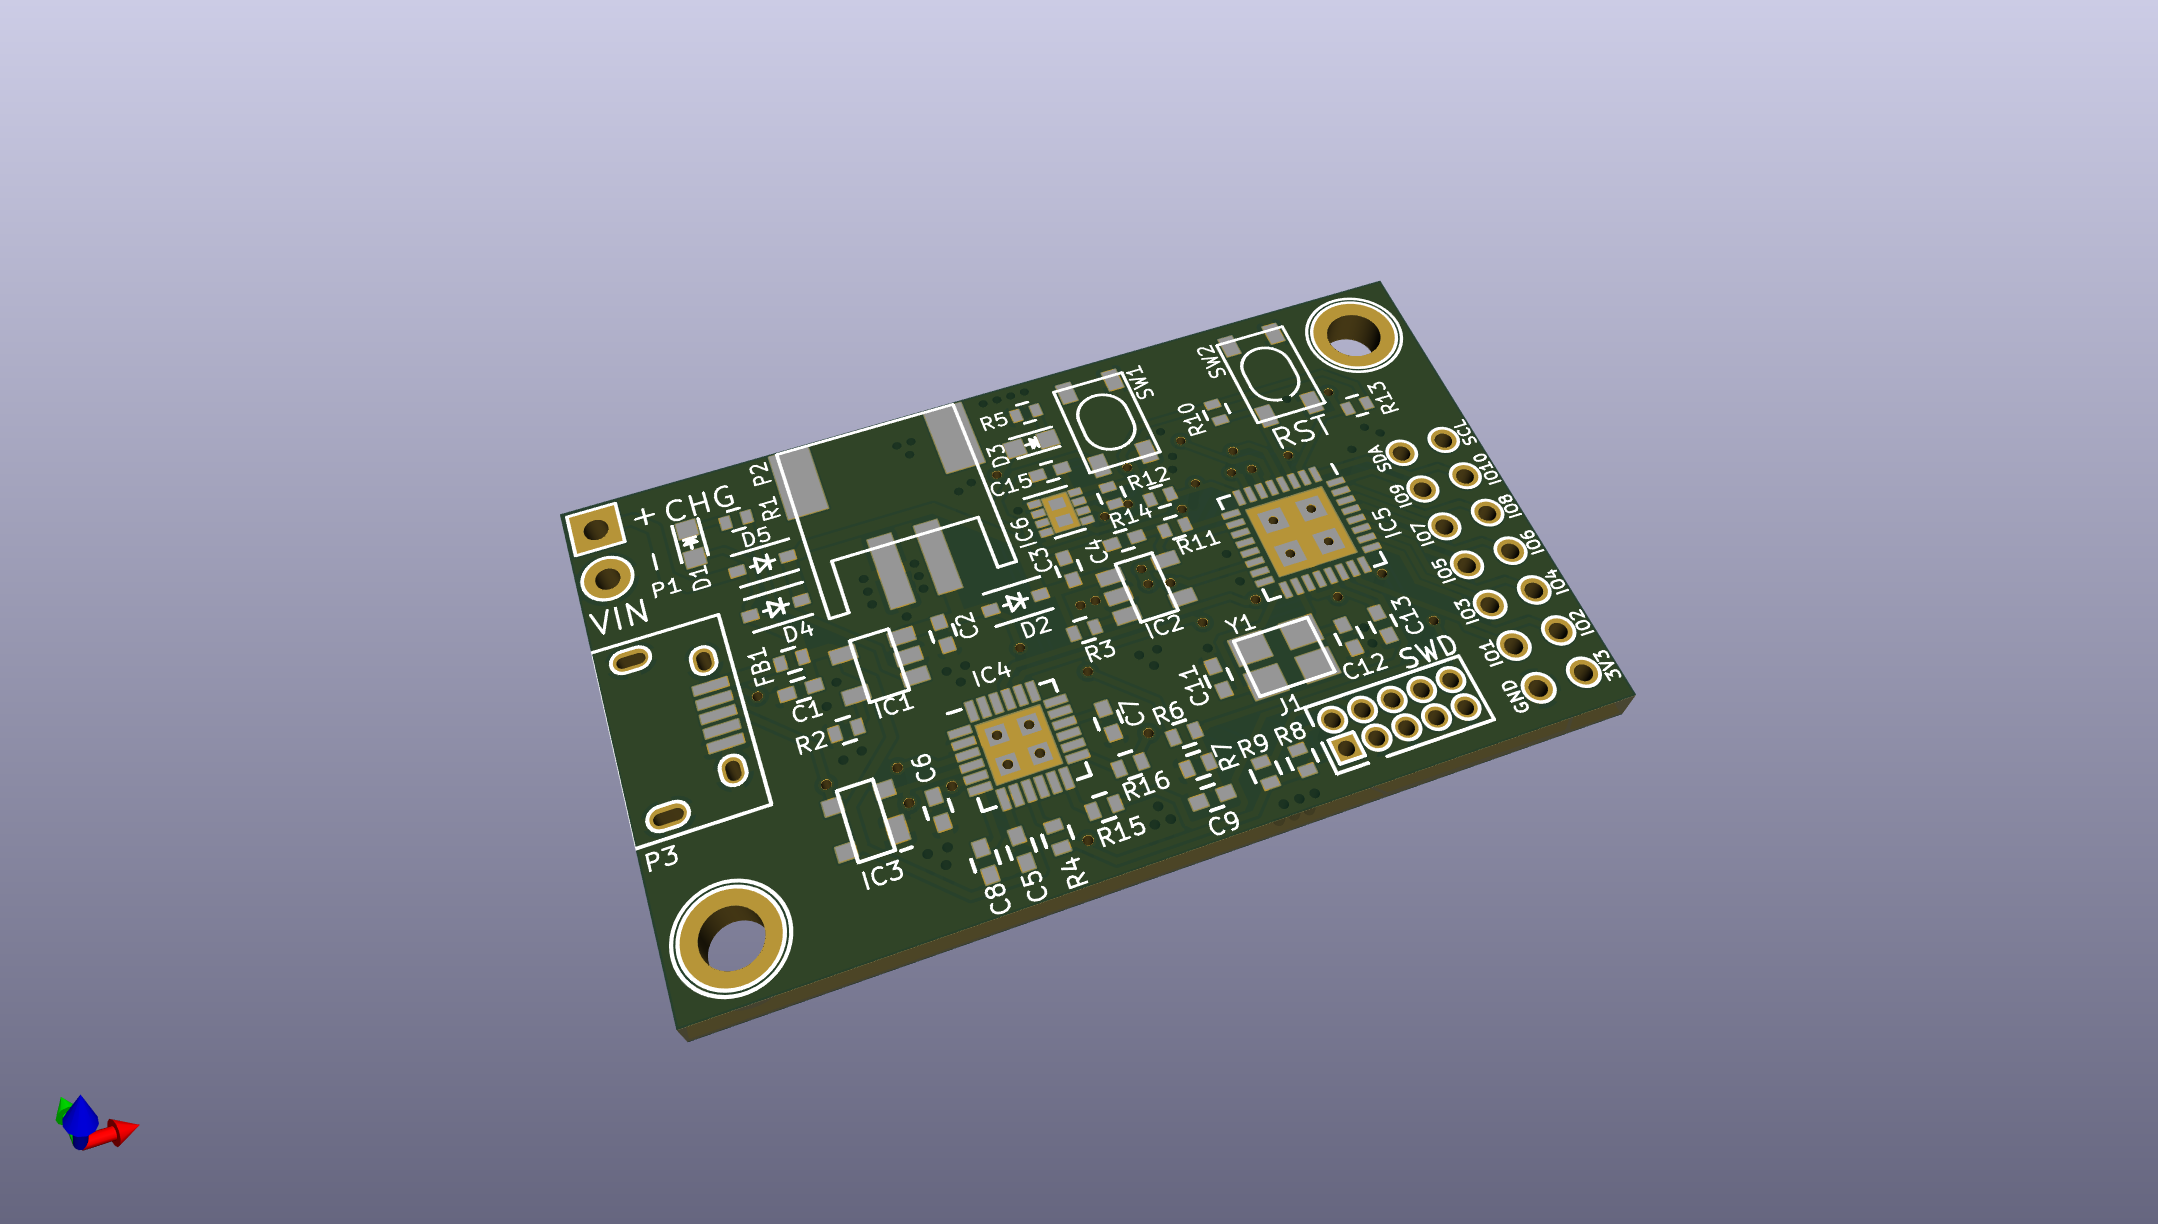 SW2
RST
R13
R10
SW1
R5
D3
C15
R12
R14
R11
IC6
C3
C4
IC5
IC2
SCL
SDA
IO10
IO9
IO8
IO7
IO6
IO5
IO4
IO3
IO2
IO1
3V3
GND
P2
+ CHG
R1
D5
D1
−
P1
VIN
D4
FB1
C1
R2
IC1
C2
D2
R3
IC4
Y1
C13
C12
SWD
C11
J1
C7
R6
R7
R9
R8
R16
R15
C9
C6
IC3
C8
C5
R4
P3